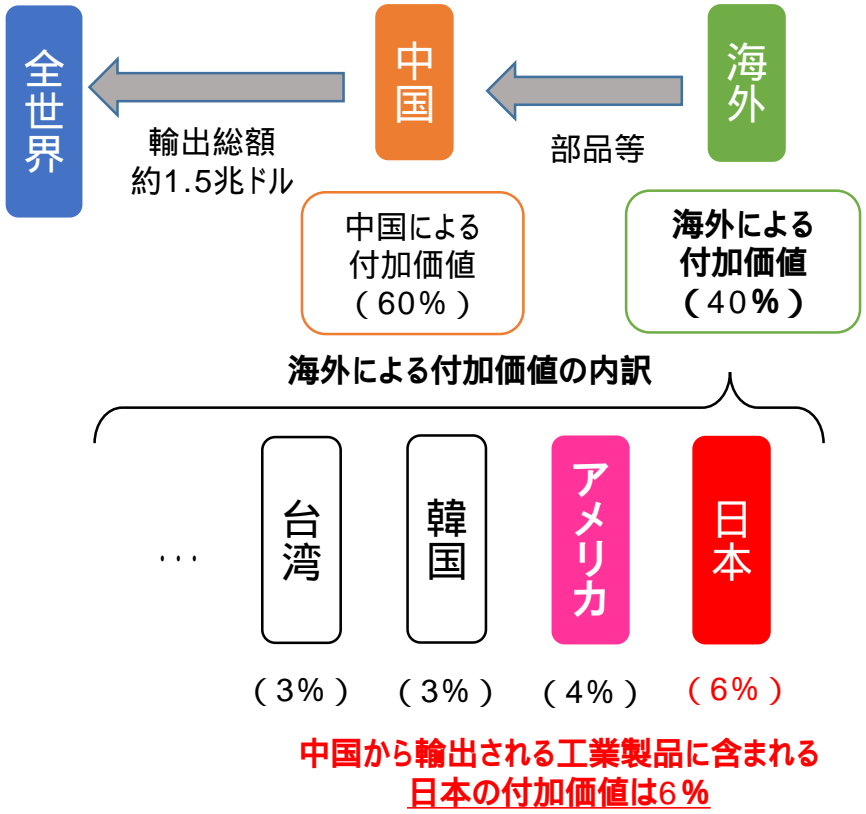 全世界
輸出総額
約1.5兆ドル
中国
部品等
海外
中国による
付加価値
(60%)
海外による
付加価値
(40%)
海外による付加価値の内訳
...
台湾
韓国
アメリカ
日本
(3%)
(3%)
(4%)
(6%)
中国から輸出される工業製品に含まれる
日本の付加価値は6%